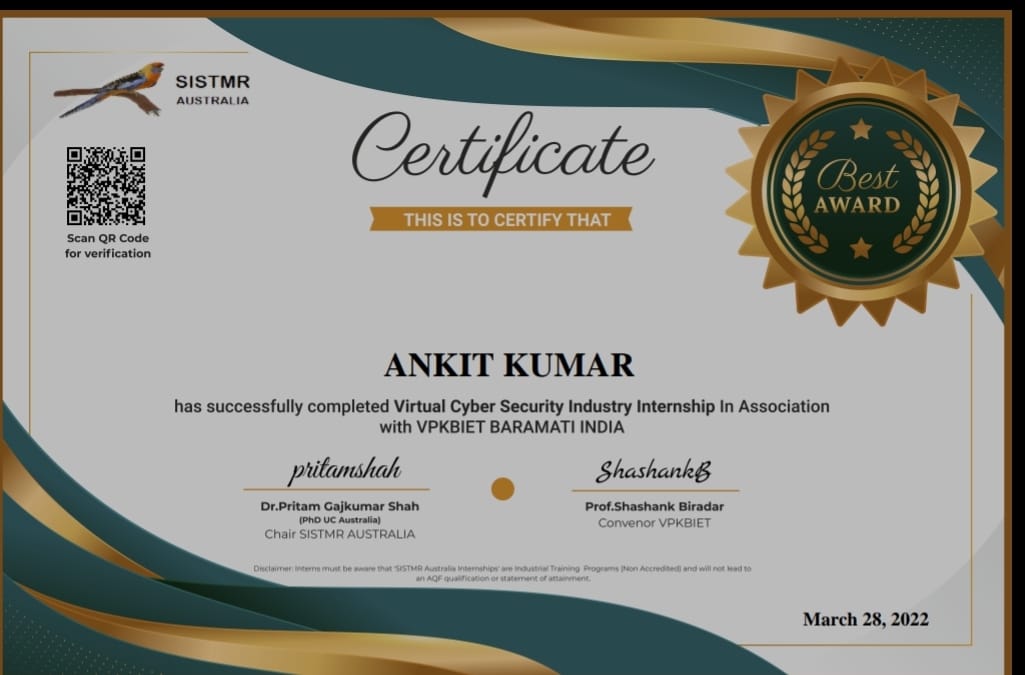 SISTMR
AUSTRALIA
Scan QR Code
for verification
Certificate
THIS IS TO CERTIFY THAT
Best
AWARD
ANKIT KUMAR
has successfully completed Virtual Cyber Security Industry Internship In Association
with VPKBIET BARAMATI INDIA
pritamshah
Dr.Pritam Gajkumar Shah
(PhD UC Australia)
Chair SISTMR AUSTRALIA
ShashankB
Prof.Shashank Biradar
Convenor VPKBIET
Disclaimer: Interns must be aware that 'SISTMR Australia Internships' are Industrial Training Programs (Non Accredited) and will not lead to
an AQF qualification or statement of attainment.
March 28, 2022